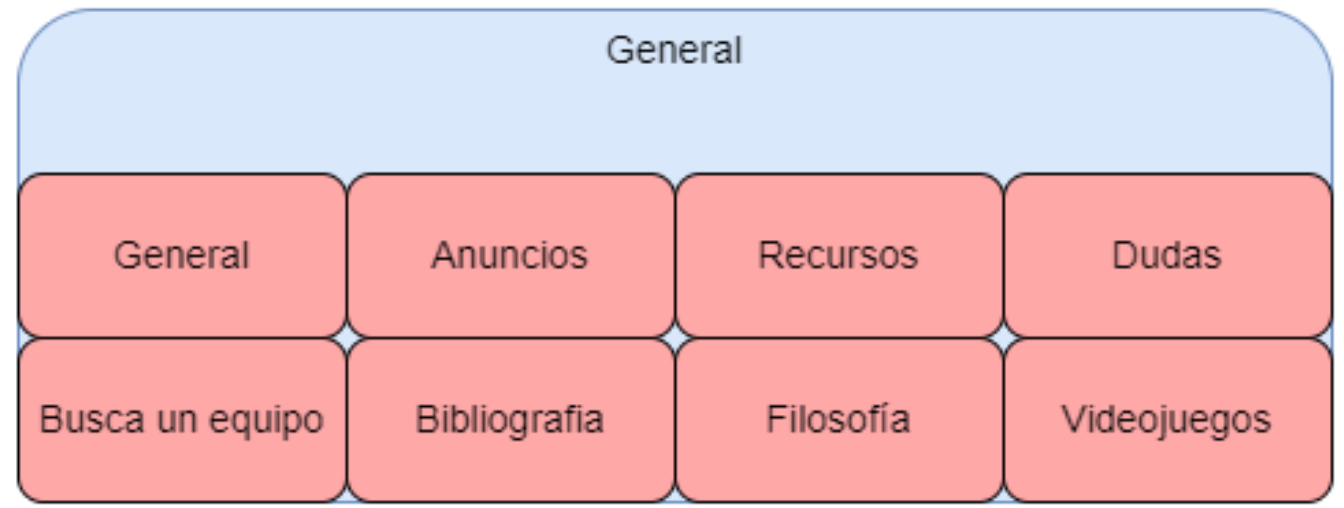 General
General
Anuncios
Recursos
Dudas
Busca un equipo
Bibliografia
Filosofía
Videojuegos